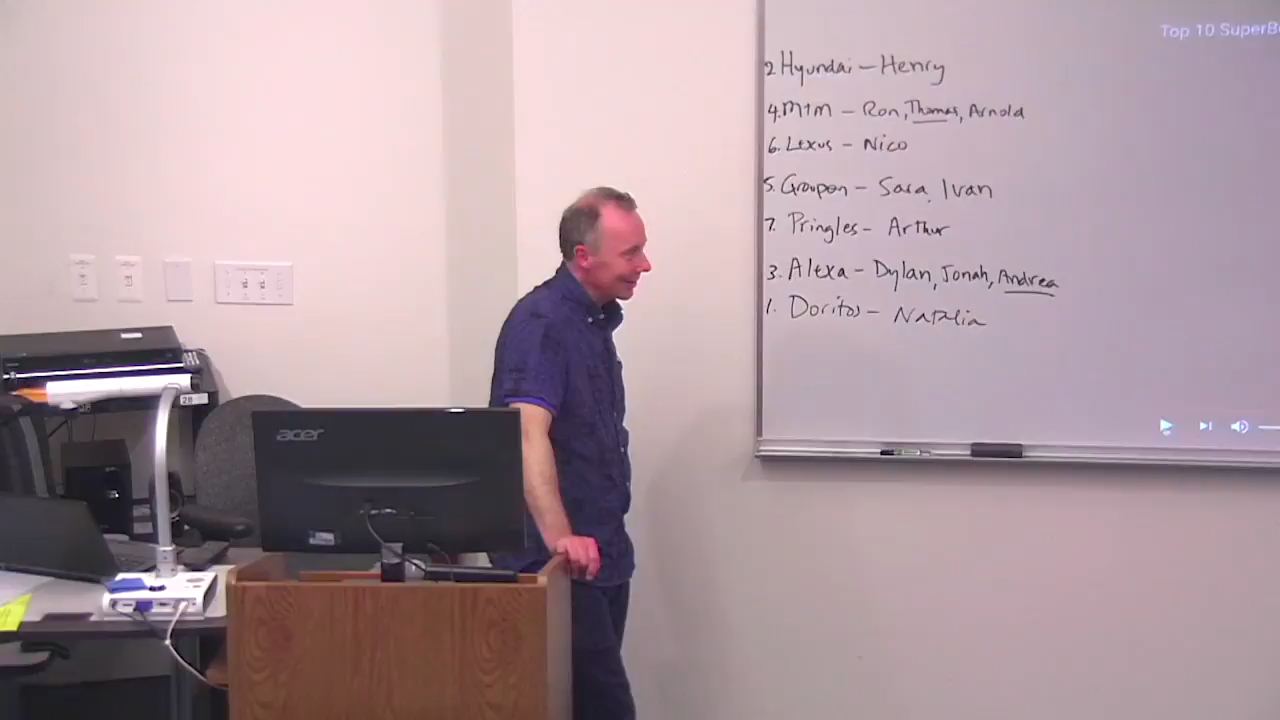 Top 10 SuperB
2 Hyundai - Henry
4. M+M - Ron, Thomas, Arnold
6. Lexus - Nico
5. Groupon - Sara, Ivan
7. Pringles - Arthur
3. Alexa - Dylan, Jonah, Andrea
1. Doritos - Natalia
acer
28